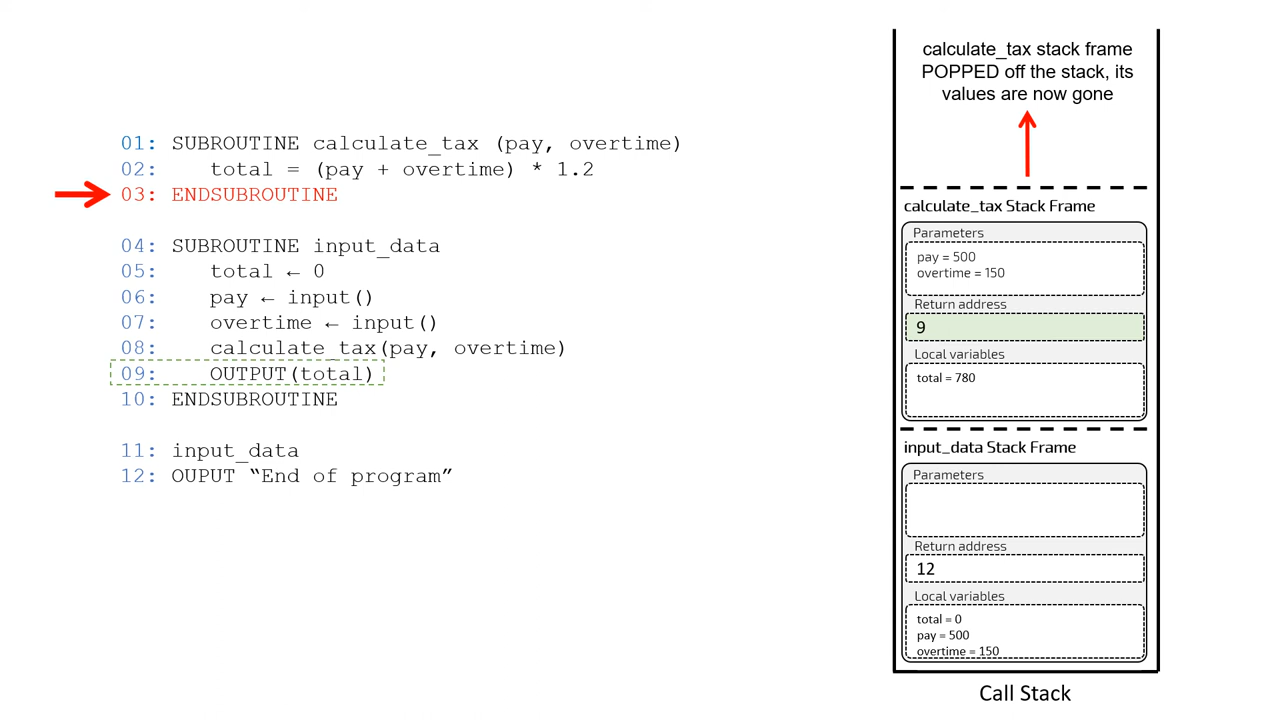 01: SUBROUTINE calculate_tax (pay, overtime)
02: total = (pay + overtime) * 1.2
03: ENDSUBROUTINE
04: SUBROUTINE input_data
05: total ← 0
06: pay ← input()
07: overtime ← input()
08: calculate_tax(pay, overtime)
09: OUTPUT(total)
10: ENDSUBROUTINE
11: input_data
12: OUPUT “End of program”
calculate_tax stack frame
POPPED off the stack, its
values are now gone
calculate_tax Stack Frame
Parameters
pay = 500
overtime = 150
Return address
9
Local variables
total = 780
input_data Stack Frame
Parameters
Return address
12
Local variables
total = 0
pay = 500
overtime = 150
Call Stack